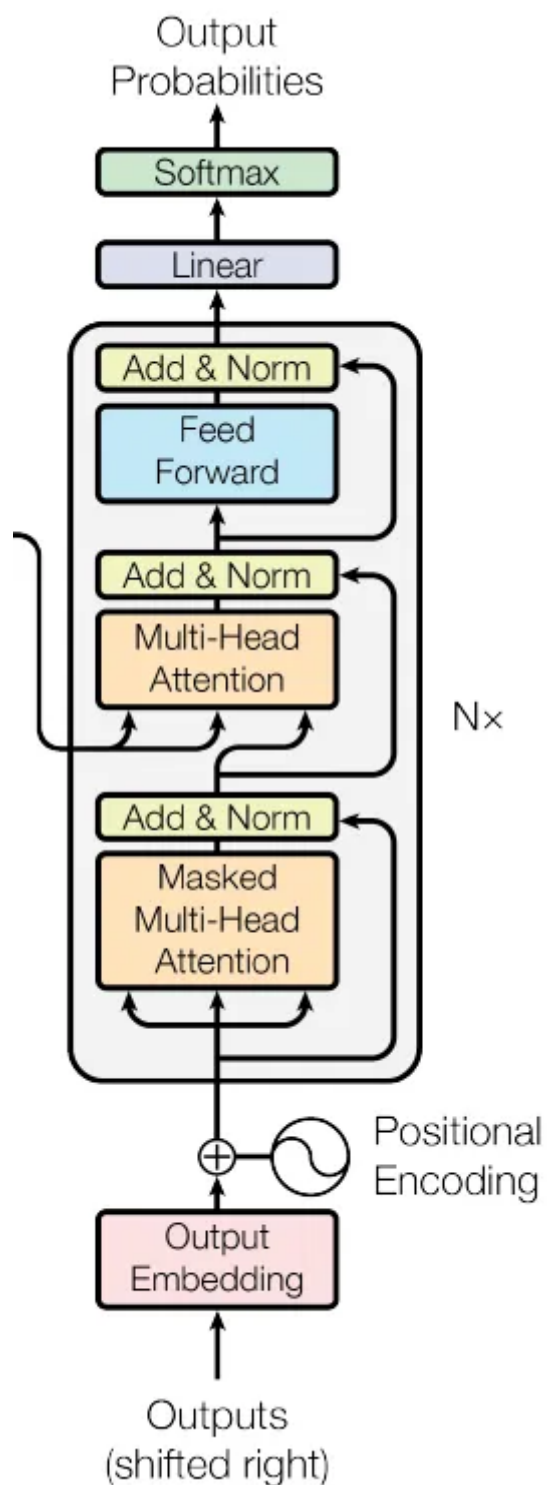 Output
Probabilities
Softmax
Linear
Add & Norm
Feed
Forward
Add & Norm
Multi-Head
Attention
N×
Add & Norm
Masked
Multi-Head
Attention
Positional
Encoding
Output
Embedding
Outputs
(shifted right)